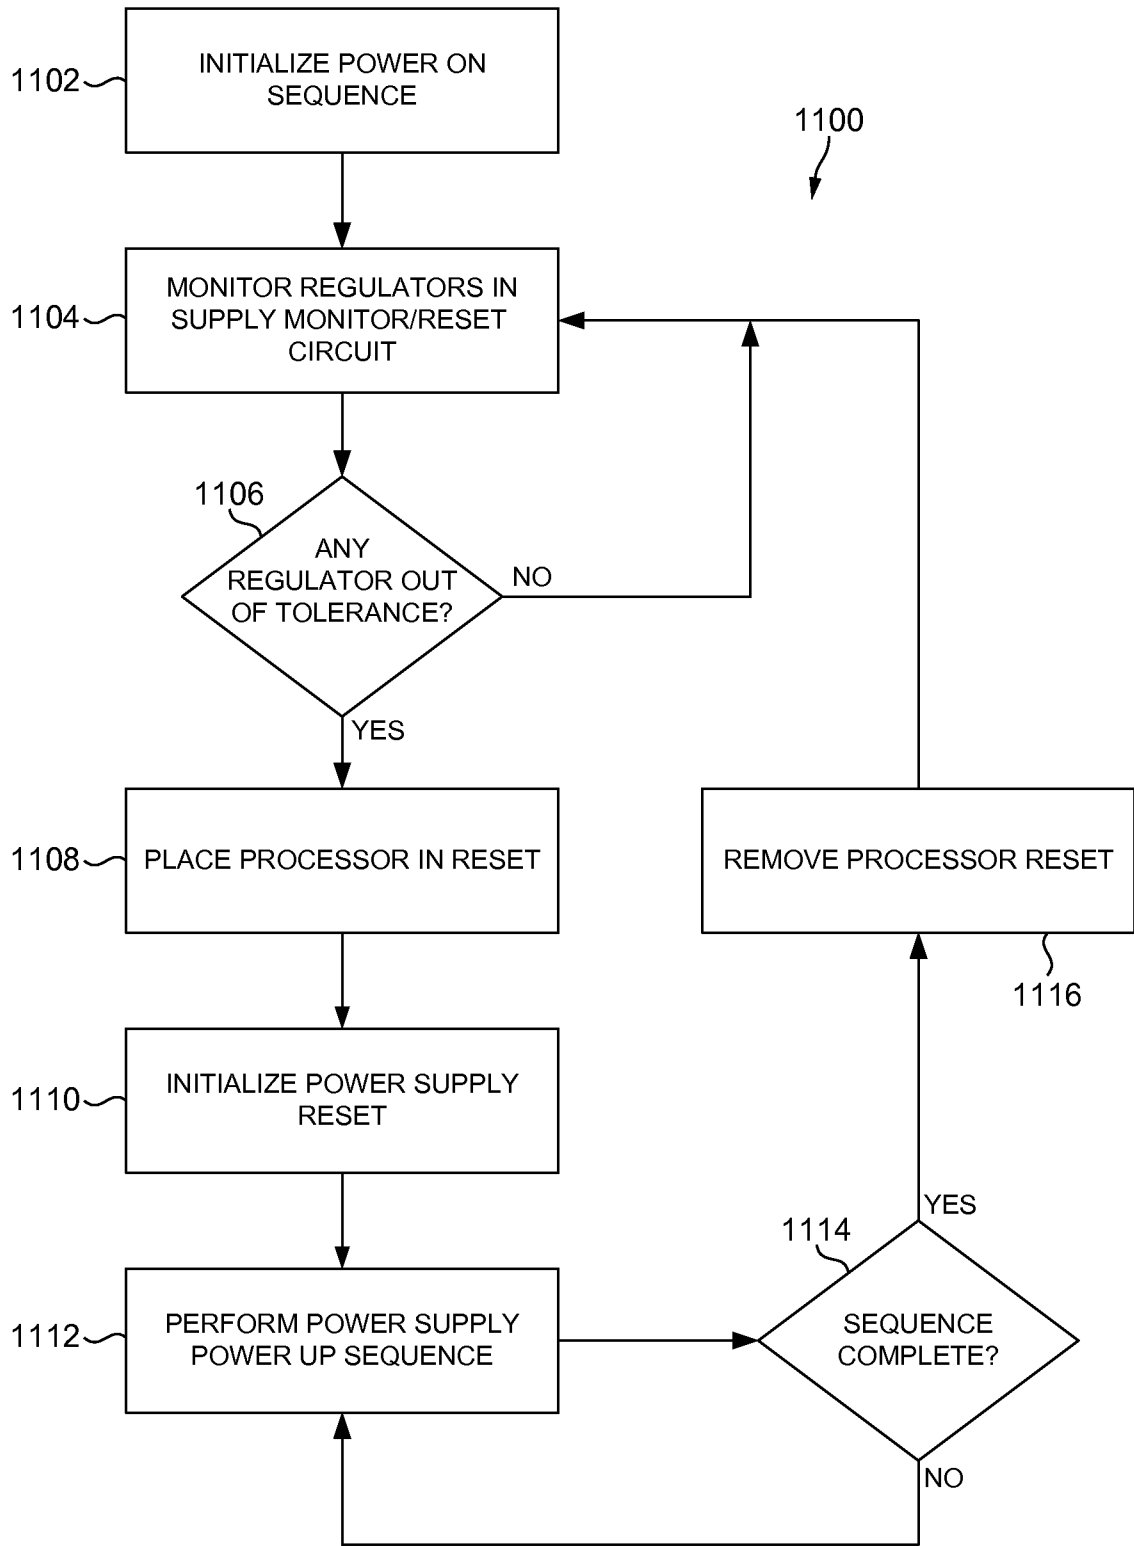 INITIALIZE POWER ON
SEQUENCE
1102
1100
MONITOR REGULATORS IN
SUPPLY MONITOR/RESET
CIRCUIT
1104
1106
ANY
REGULATOR OUT
OF TOLERANCE?
NO
YES
1108
PLACE PROCESSOR IN RESET
REMOVE PROCESSOR RESET
1116
1110
INITIALIZE POWER SUPPLY
RESET
YES
1114
1112
PERFORM POWER SUPPLY
POWER UP SEQUENCE
SEQUENCE
COMPLETE?
NO